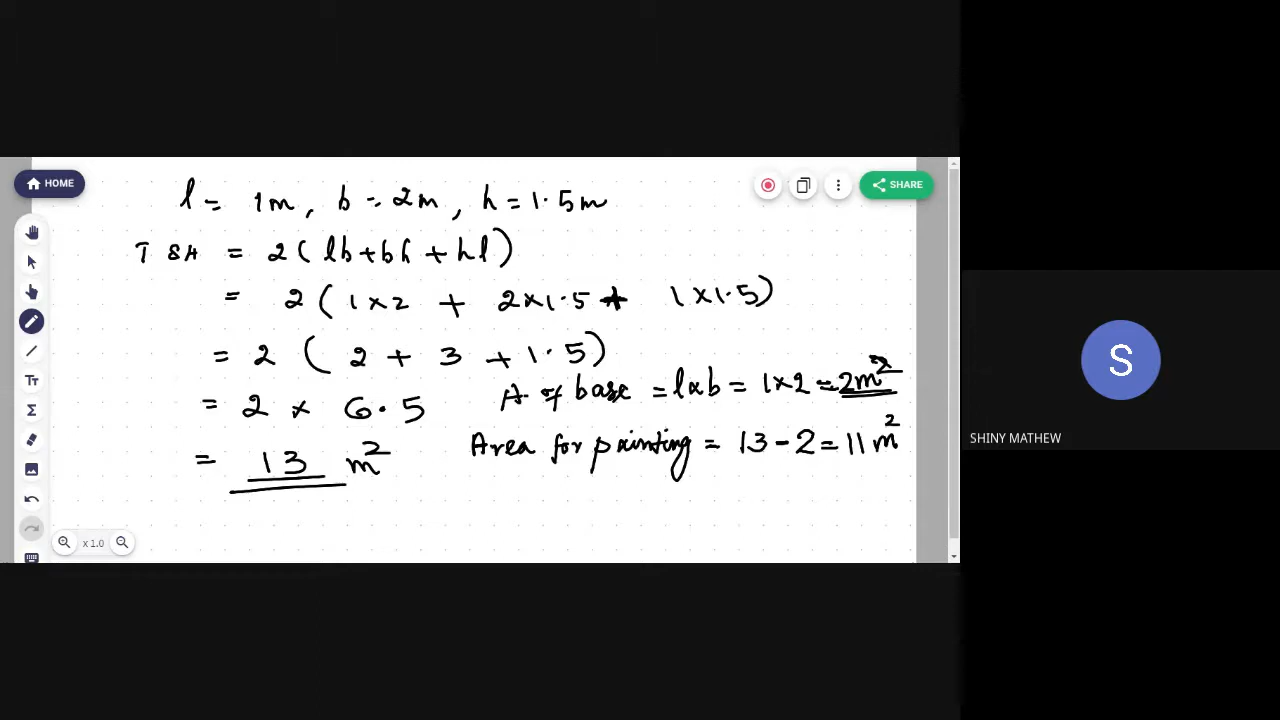 HOME
SHARE
l = 1m, b = 2m, h = 1.5m
TSA = 2(lb+bh+hl)
= 2(1×2 + 2×1.5 + 1×1.5)
= 2 (2 + 3 + 1.5)
= 2 × 6.5
= 13 m²
A. of base = l×b = 1×2 = 2m²
Area for painting = 13-2 = 11m²
x 1.0
S
SHINY MATHEW